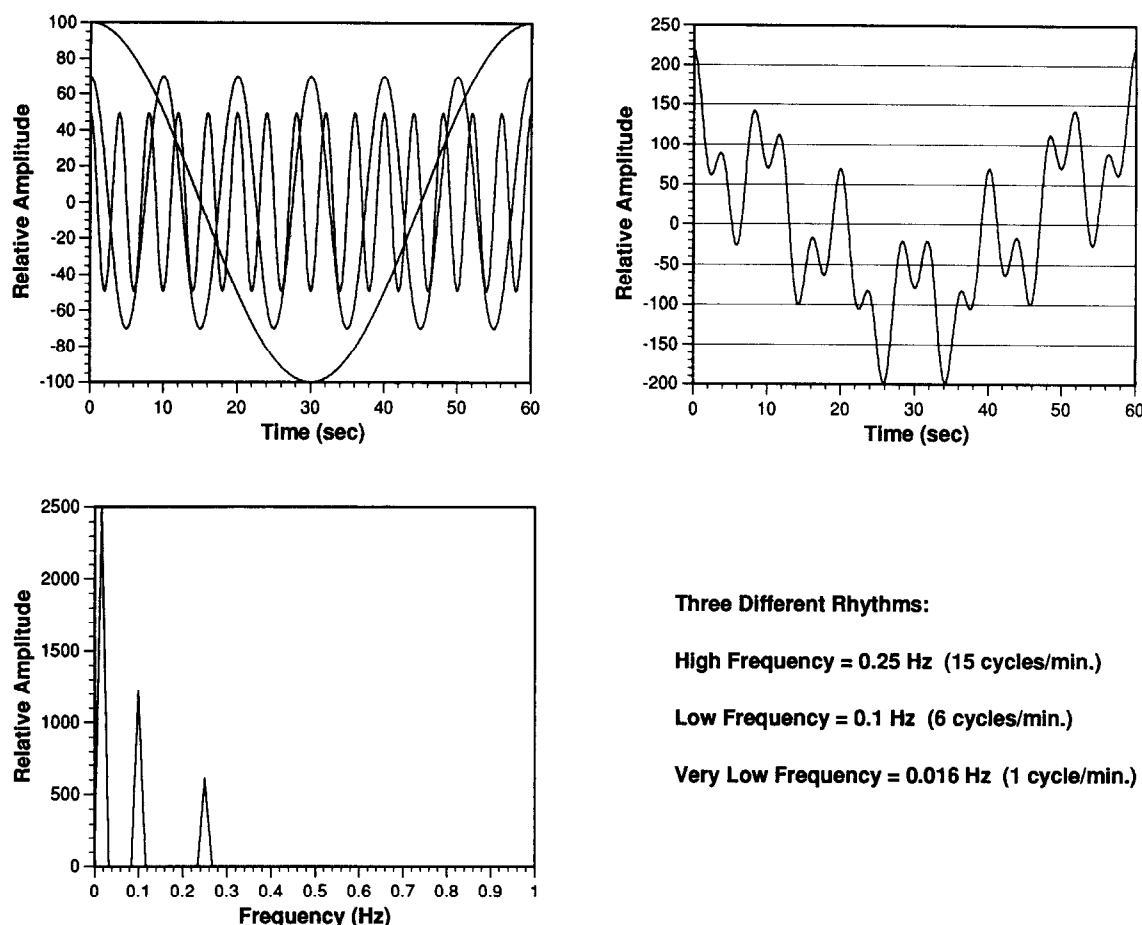 100
80
60
40
20
0
-20
-40
-60
-80
-100
Relative Amplitude
0 10 20 30 40 50 60
Time (sec)
250
200
150
100
50
0
-50
-100
-150
-200
Relative Amplitude
0 10 20 30 40 50 60
Time (sec)
2500
2000
1500
1000
500
0
Relative Amplitude
0 0.1 0.2 0.3 0.4 0.5 0.6 0.7 0.8 0.9 1
Frequency (Hz)
Three Different Rhythms:
High Frequency = 0.25 Hz (15 cycles/min.)
Low Frequency = 0.1 Hz (6 cycles/min.)
Very Low Frequency = 0.016 Hz (1 cycle/min.)